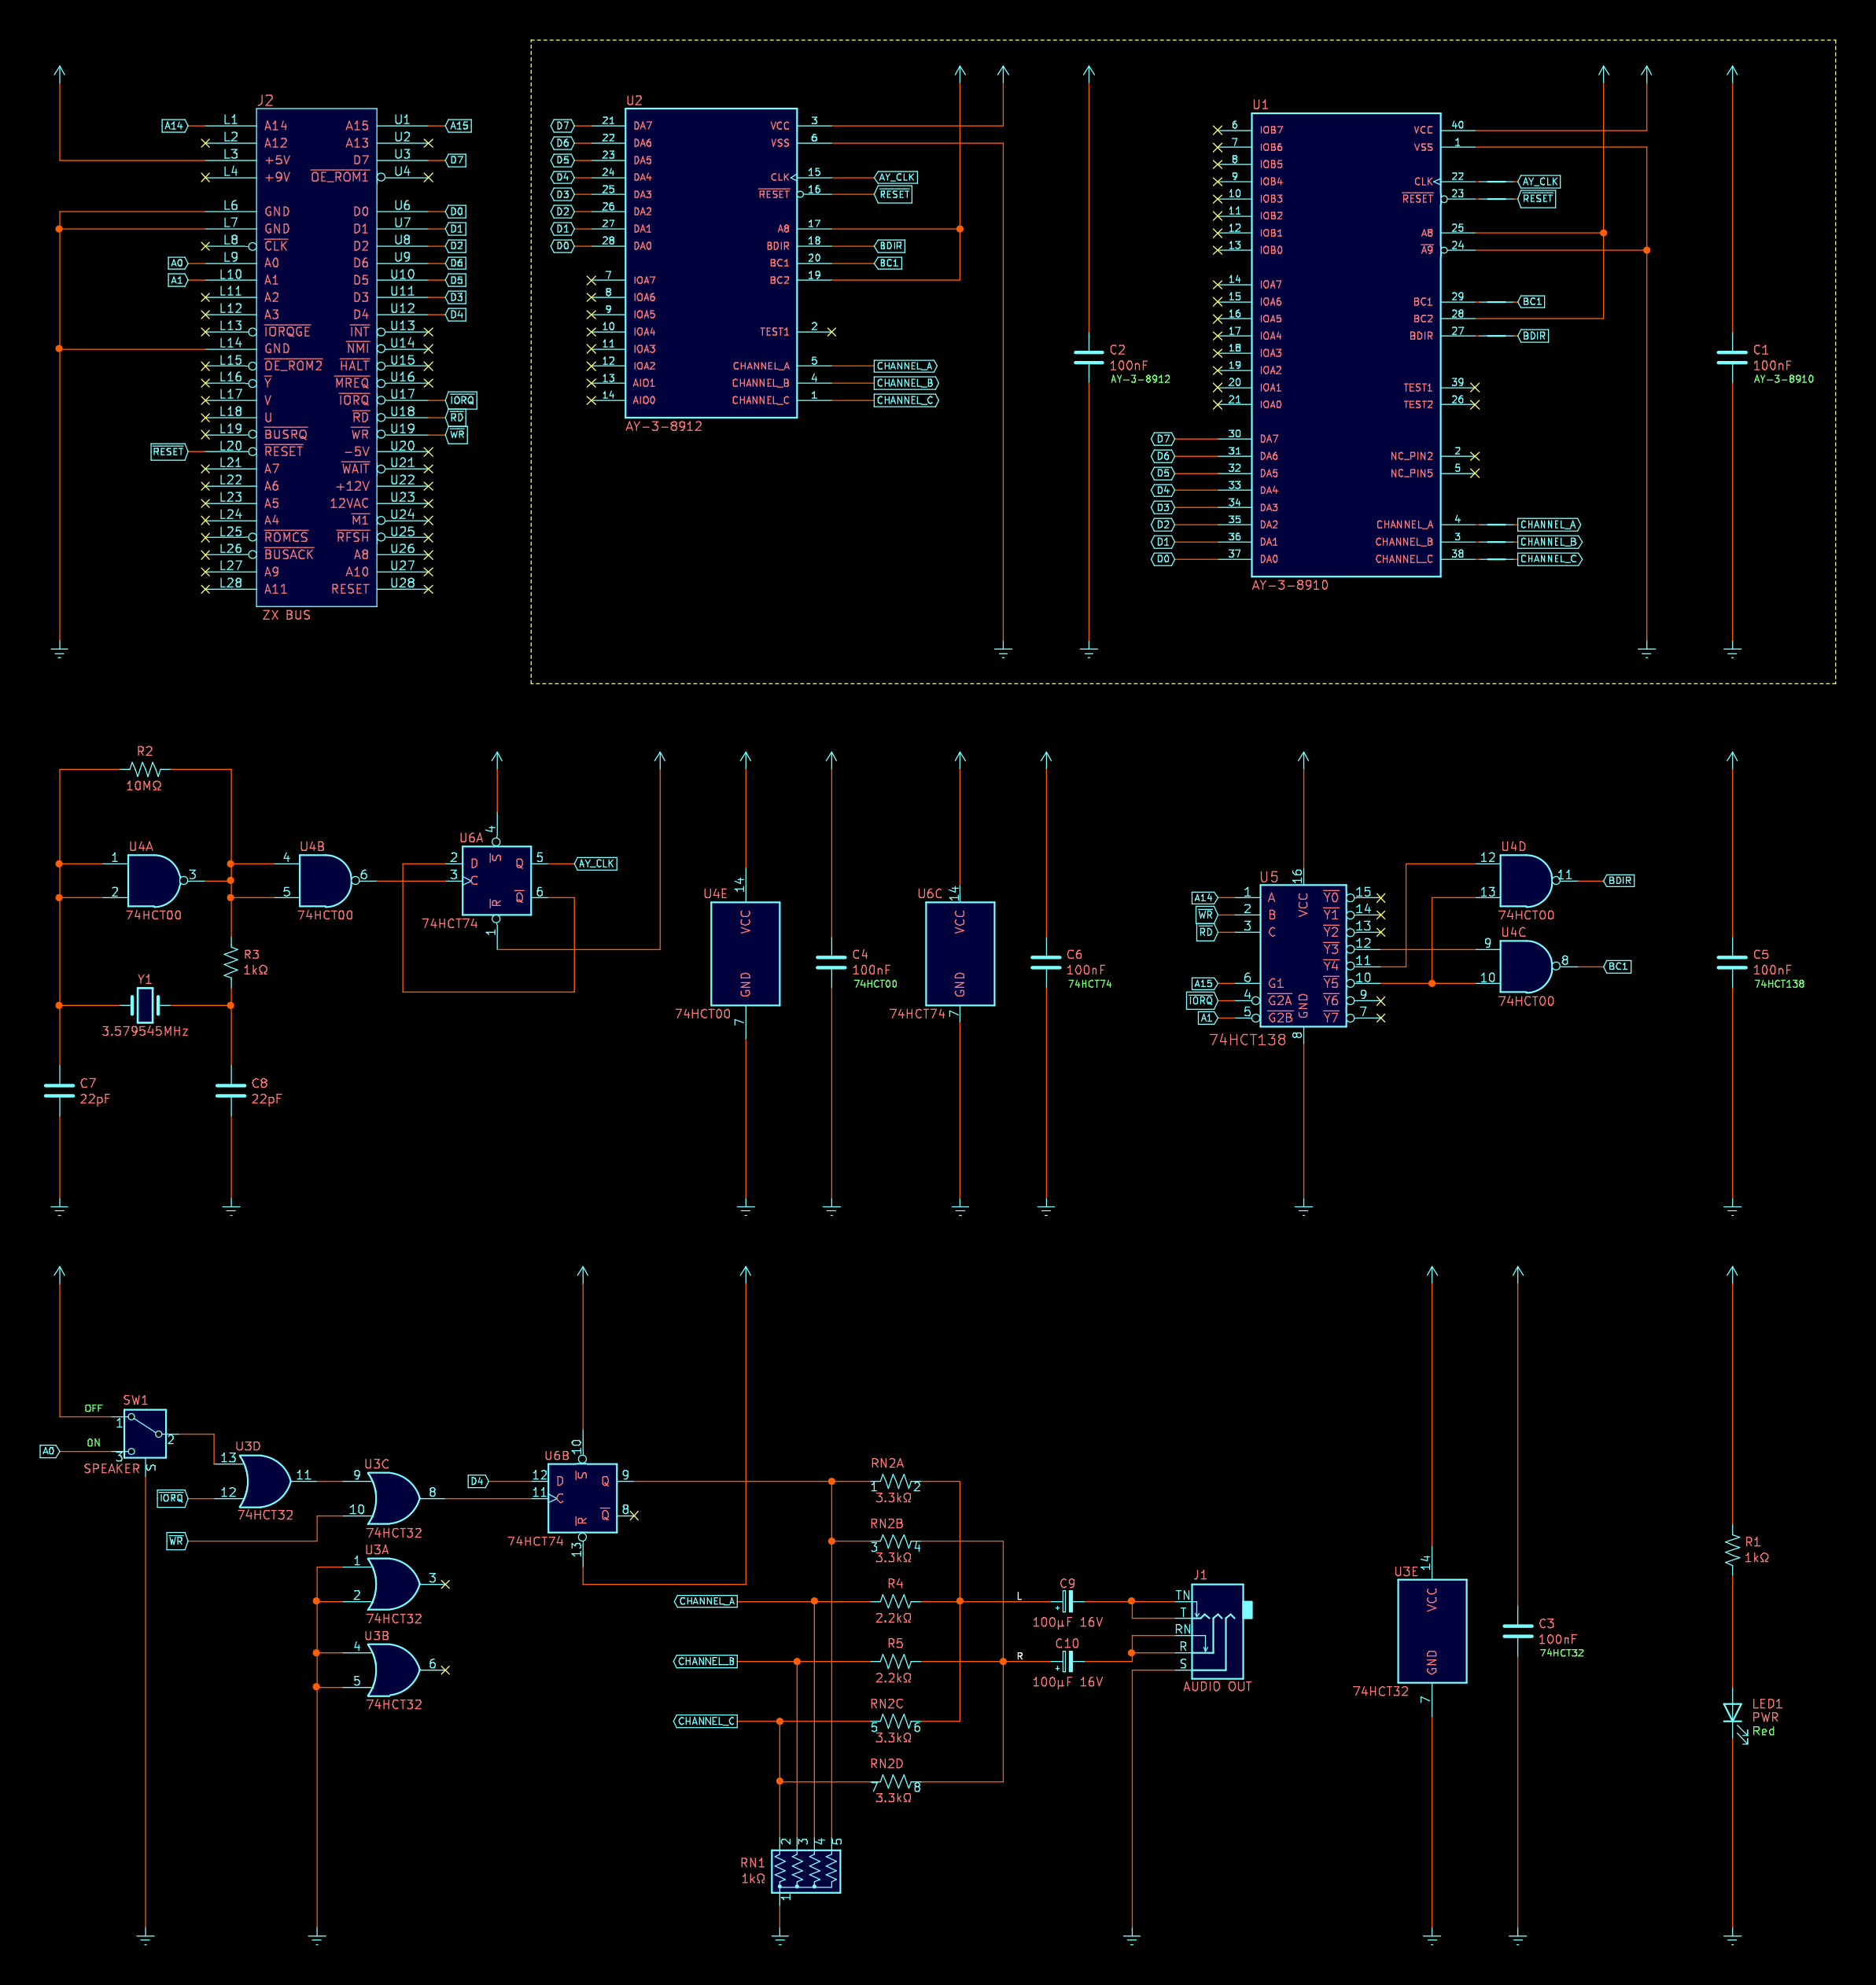 J2
A14 L1 A14 A15 U1 A15
L2 A12 A13 U2
L3 +5V D7 U3 D7
L4 +9V OE_ROM1 U4
L6 GND D0 U6 D0
L7 GND D1 U7 D1
L8 CLK D2 U8 D2
A0 L9 A0 D6 U9 D6
A1 L10 A1 D5 U10 D5
L11 A2 D3 U11 D3
L12 A3 D4 U12 D4
L13 IORQGE INT U13
L14 GND NMI U14
L15 OE_ROM2 HALT U15
L16 Y MREQ U16
L17 V IORQ U17 IORQ
L18 U RD U18 RD
L19 BUSRQ WR U19 WR
RESET L20 RESET -5V U20
L21 A7 WAIT U21
L22 A6 +12V U22
L23 A5 12VAC U23
L24 A4 M1 U24
L25 ROMCS RFSH U25
L26 BUSACK A8 U26
L27 A9 A10 U27
L28 A11 RESET U28
ZX BUS
U2
D7 21 DA7 VCC 3
D6 22 DA6 VSS 6
D5 23 DA5
D4 24 DA4 CLK 15 AY_CLK
D3 25 DA3 RESET 16 RESET
D2 26 DA2
D1 27 DA1 A8 17
D0 28 DA0 BDIR 18 BDIR
BC1 20 BC1
7 IOA7 BC2 19
8 IOA6
9 IOA5
10 IOA4 TEST1 2
11 IOA3
12 IOA2 CHANNEL_A 5 CHANNEL_A
13 AIO1 CHANNEL_B 4 CHANNEL_B
14 AIO0 CHANNEL_C 1 CHANNEL_C
AY-3-8912
C2
100nF
AY-3-8912
U1
6 IOB7 VCC 40
7 IOB6 VSS 1
8 IOB5
9 IOB4 CLK 22 AY_CLK
10 IOB3 RESET 23 RESET
11 IOB2
12 IOB1 A8 25
13 IOB0 A9 24
14 IOA7
15 IOA6 BC1 29 BC1
16 IOA5 BC2 28
17 IOA4 BDIR 27 BDIR
18 IOA3
19 IOA2
20 IOA1 TEST1 39
21 IOA0 TEST2 26
D7 30 DA7
D6 31 DA6 NC_PIN2 2
D5 32 DA5 NC_PIN5 5
D4 33 DA4
D3 34 DA3
D2 35 DA2 CHANNEL_A 4 CHANNEL_A
D1 36 DA1 CHANNEL_B 3 CHANNEL_B
D0 37 DA0 CHANNEL_C 38 CHANNEL_C
AY-3-8910
C1
100nF
AY-3-8910
R2
10MΩ
U4A
1
2
3
74HCT00
U4B
4
5
6
74HCT00
R3
1kΩ
Y1
3.579545MHz
C7
22pF
C8
22pF
U6A
4
2 D S Q 5 AY_CLK
3 C
R Q 6
1
74HCT74
U4E
14
VCC
GND
74HCT00
7
C4
100nF
74HCT00
U6C
14
VCC
GND
74HCT74
7
C6
100nF
74HCT74
U5
16
VCC
A14 1 A Y0 15
WR 2 B Y1 14
RD 3 C Y2 13
Y3 12
Y4 11
A15 6 G1 Y5 10
IORQ 4 G2A Y6 9
A1 5 G2B Y7 7
GND
8
74HCT138
U4D
12
13
11 BDIR
74HCT00
U4C
9
10
8 BC1
74HCT00
C5
100nF
74HCT138
SW1
OFF 1
2
A0 ON 3
SPEAKER S
U3D
13
IORQ 12
11
74HCT32
U3C
9
10
8
WR
74HCT32
U3A
1
2
3
74HCT32
U3B
4
5
6
74HCT32
U6B
10
D4 12 D S Q 9
11 C
R Q 8
13
74HCT74
RN2A
1 2
3.3kΩ
RN2B
3 4
3.3kΩ
R4
CHANNEL_A
2.2kΩ
R5
CHANNEL_B
2.2kΩ
RN2C
CHANNEL_C
5 6
3.3kΩ
RN2D
7 8
3.3kΩ
2 3 4 5
RN1
1kΩ
1
L
C9
+
100µF 16V
R
C10
+
100µF 16V
J1
TN
T
RN
R
S
AUDIO OUT
U3E
14
VCC
GND
74HCT32
7
C3
100nF
74HCT32
R1
1kΩ
LED1
PWR
Red